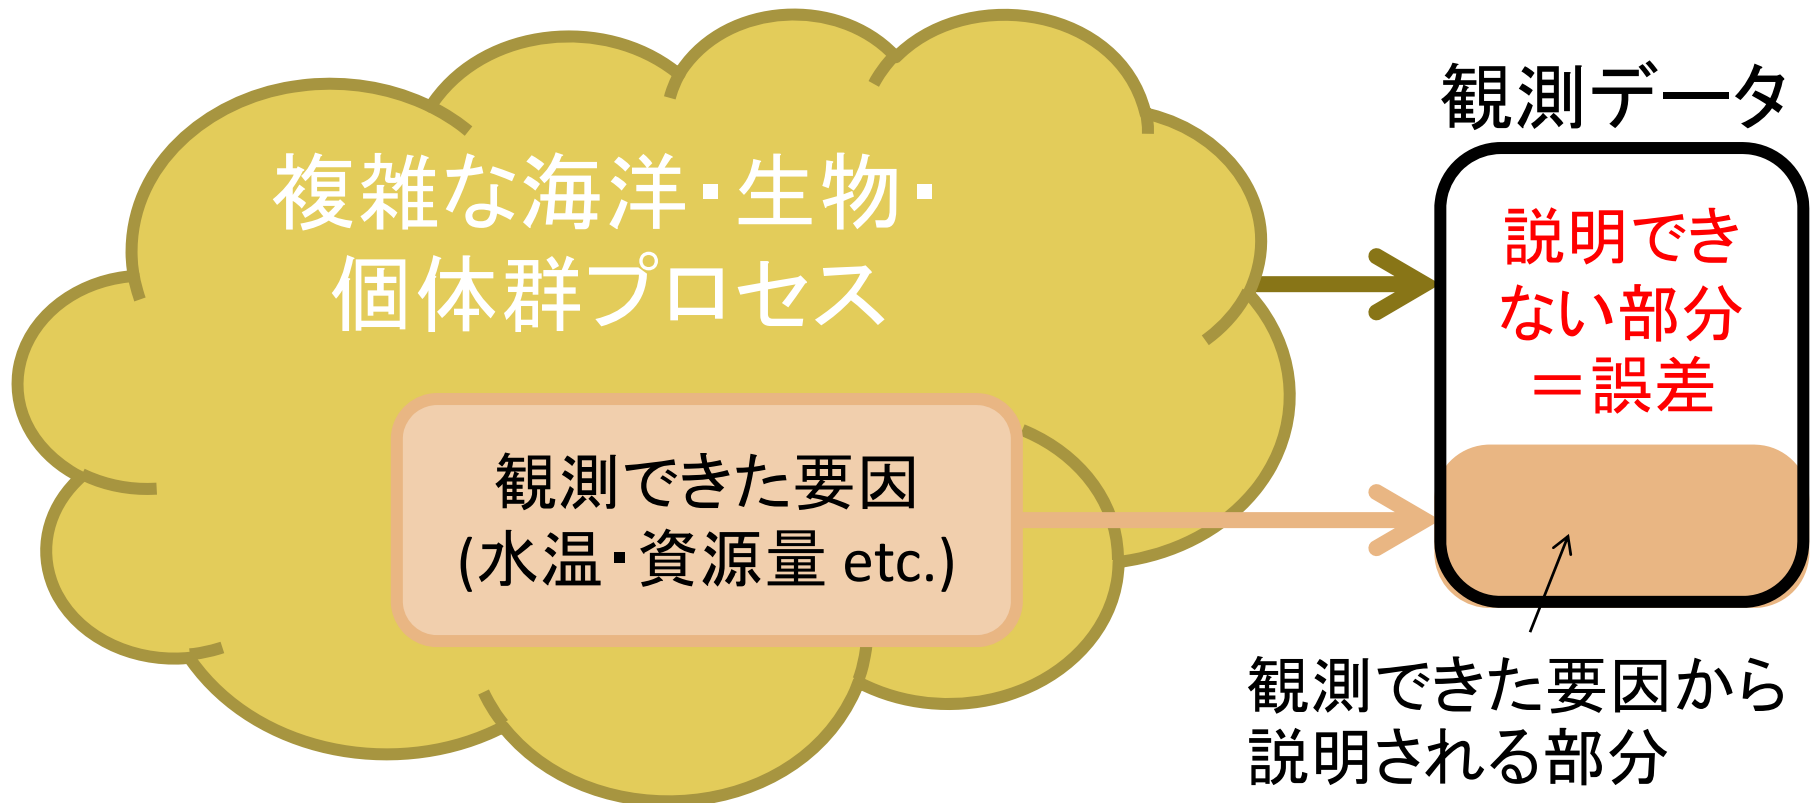 複雑な海洋・生物・
個体群プロセス
観測できた要因
(水温・資源量 etc.)
観測データ
説明でき
ない部分
＝誤差
観測できた要因から
説明される部分